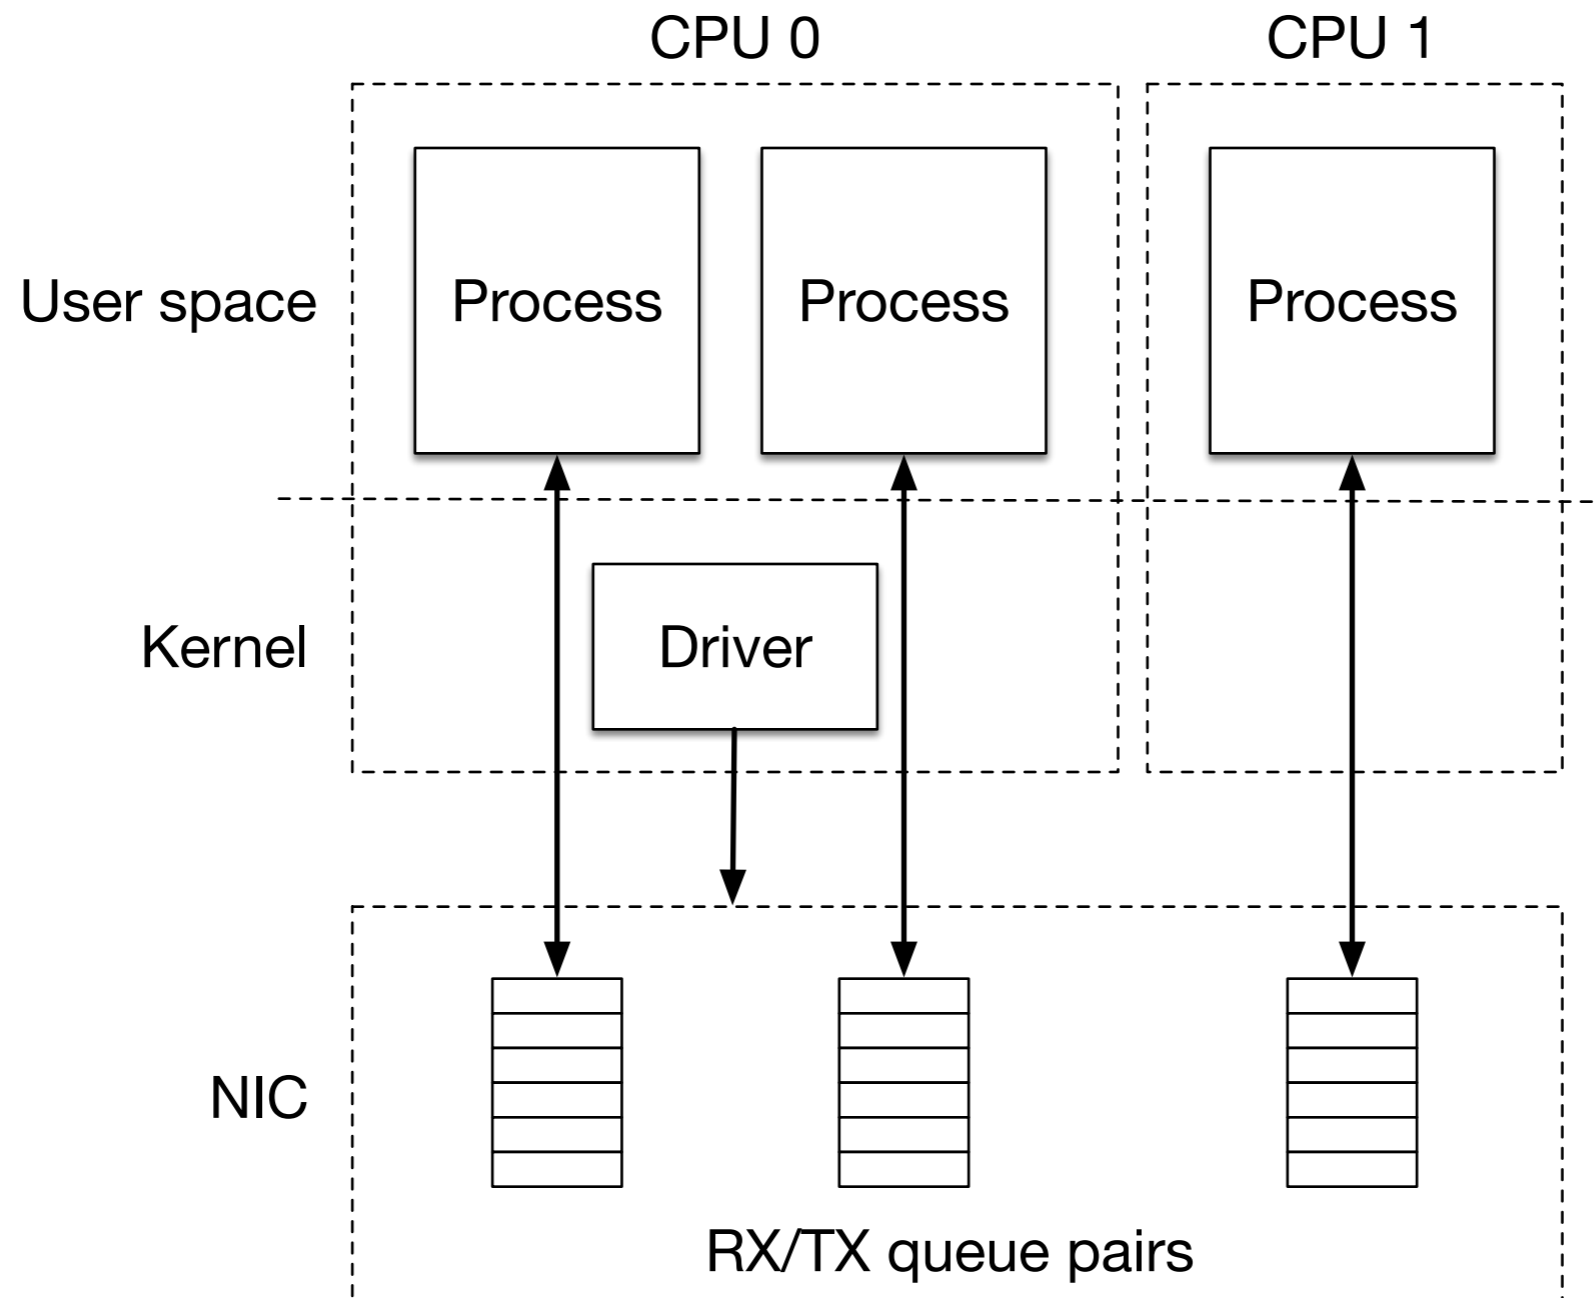 CPU 0
CPU 1
User space
Process
Process
Process
Kernel
Driver
NIC
RX/TX queue pairs